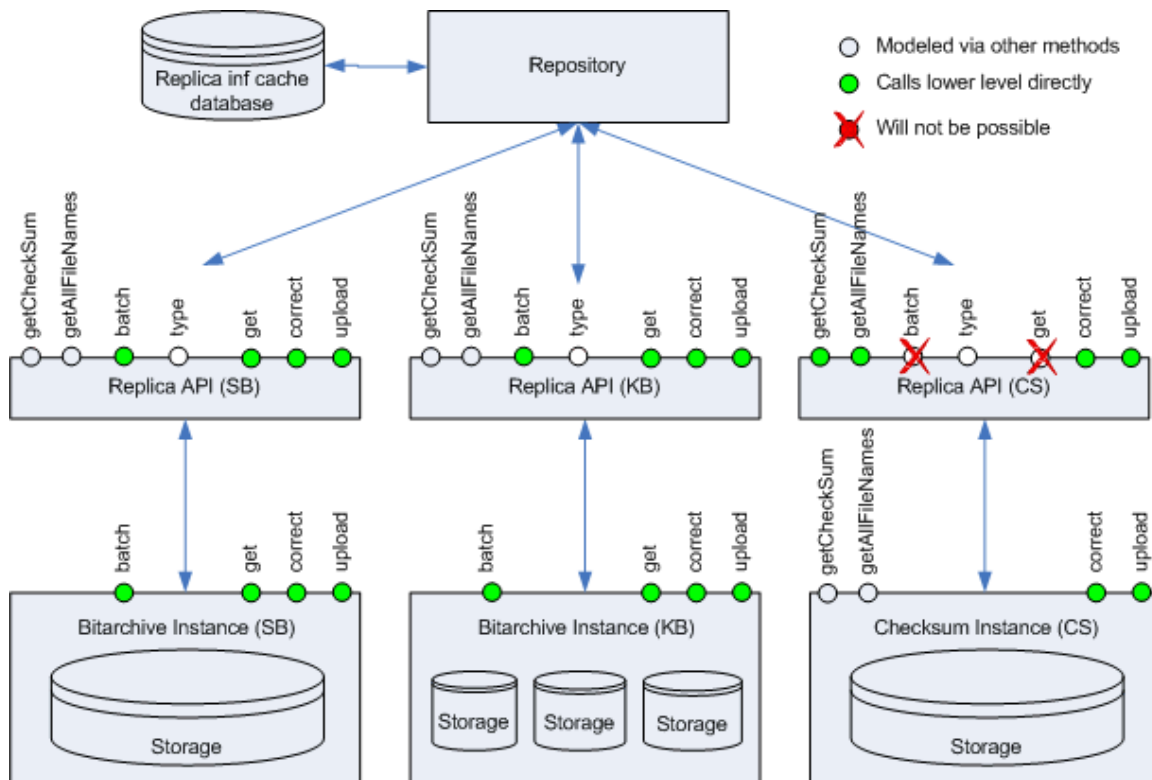 Replica inf cache
database
Repository
Modeled via other methods
Calls lower level directly
Will not be possible
getCheckSum
getAllFileNames
batch
type
get
correct
upload
Replica API (SB)
getCheckSum
getAllFileNames
batch
type
get
correct
upload
Replica API (KB)
getCheckSum
getAllFileNames
batch
type
get
correct
upload
Replica API (CS)
batch
get
correct
upload
Bitarchive Instance (SB)
Storage
batch
get
correct
upload
Bitarchive Instance (KB)
Storage
Storage
Storage
getCheckSum
getAllFileNames
correct
upload
Checksum Instance (CS)
Storage